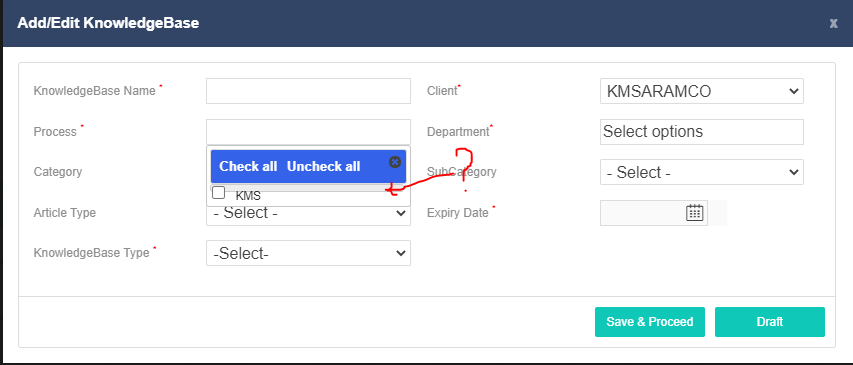 Add/Edit KnowledgeBase x
KnowledgeBase Name * Client* KMSARAMCO
Process * Department* Select options
Check all Uncheck all
Category SubCategory - Select -
KMS
?
Article Type - Select - Expiry Date *
KnowledgeBase Type * -Select-
Save & Proceed Draft